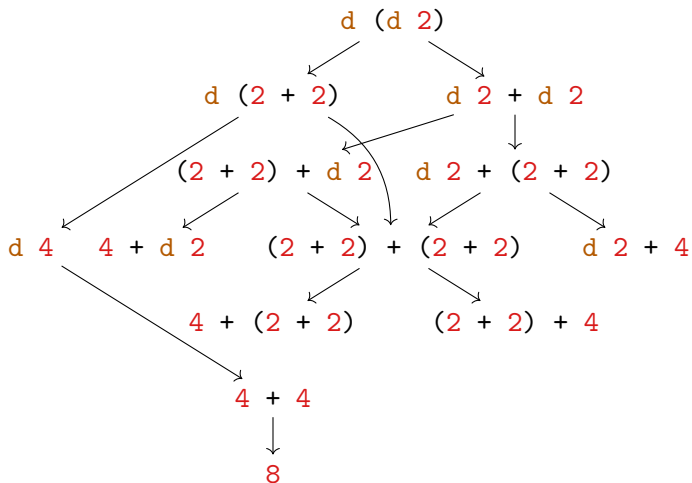 d (d 2)
d (2 + 2)
d 2 + d 2
(2 + 2) + d 2
d 2 + (2 + 2)
d 4
4 + d 2
(2 + 2) + (2 + 2)
d 2 + 4
4 + (2 + 2)
(2 + 2) + 4
4 + 4
8